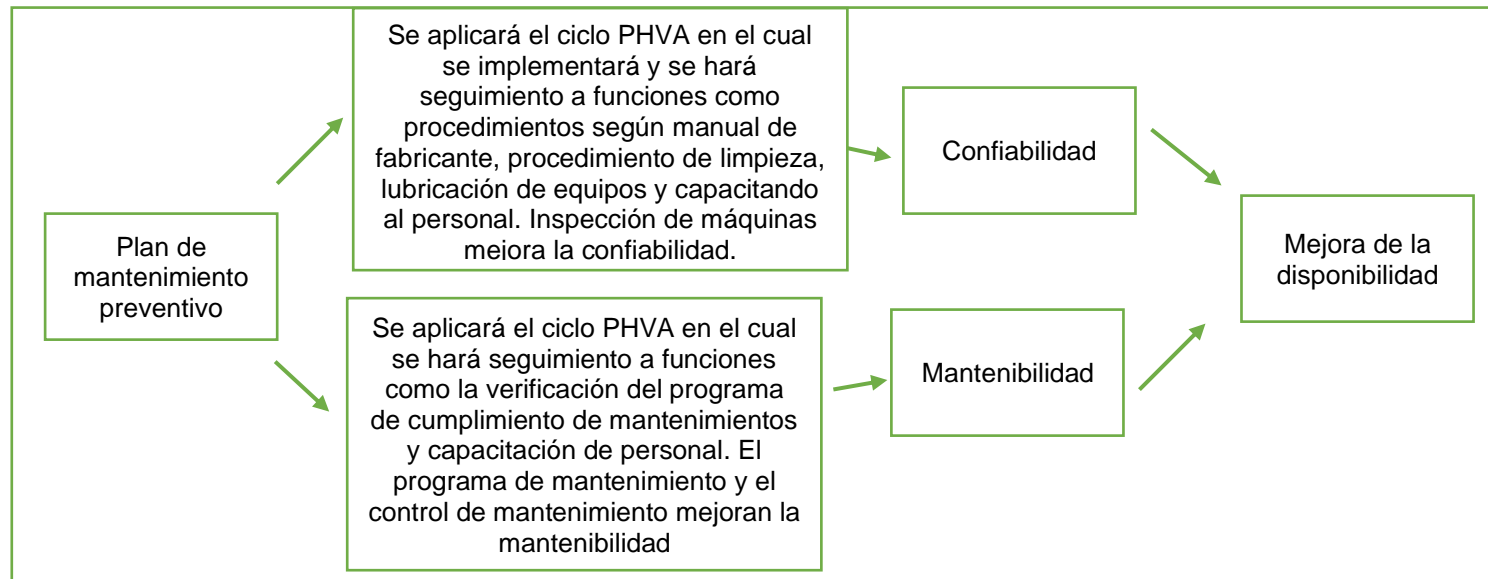 Plan de
mantenimiento
preventivo
Se aplicará el ciclo PHVA en el cual
se implementará y se hará
seguimiento a funciones como
procedimientos según manual de
fabricante, procedimiento de limpieza,
lubricación de equipos y capacitando
al personal. Inspección de máquinas
mejora la confiabilidad.
Confiabilidad
Se aplicará el ciclo PHVA en el cual
se hará seguimiento a funciones
como la verificación del programa
de cumplimiento de mantenimientos
y capacitación de personal. El
programa de mantenimiento y el
control de mantenimiento mejoran la
mantenibilidad
Mantenibilidad
Mejora de la
disponibilidad